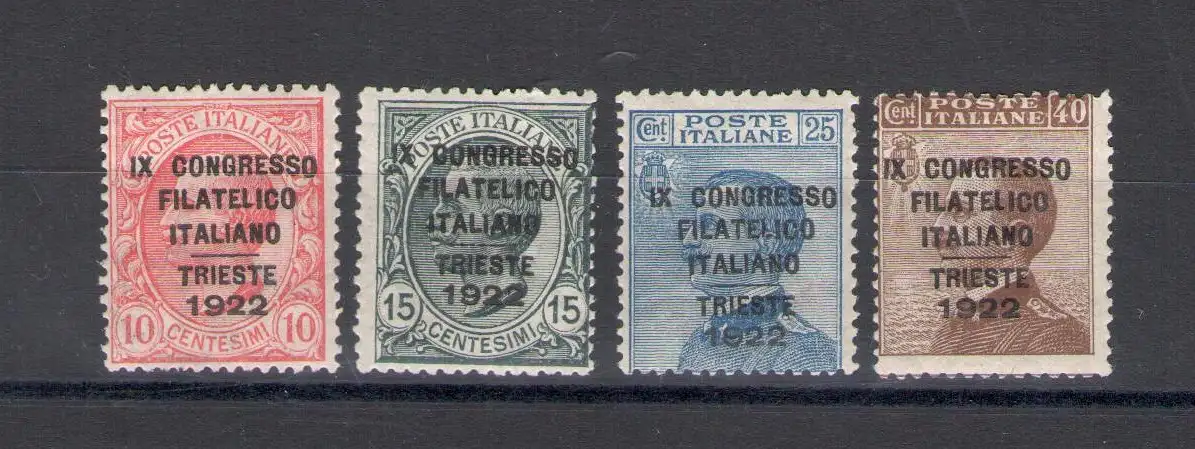 POSTE ITALIANE
IX CONGRESSO
FILATELICO
ITALIANO
TRIESTE
1922
10 CENTESIMI 10
POSTE ITALIANE
IX CONGRESSO
FILATELICO
ITALIANO
TRIESTE
1922
15 CENTESIMI 15
Cent POSTE 25
ITALIANE
IX CONGRESSO
FILATELICO
ITALIANO
TRIESTE
1922
Cent POSTE 40
ITALIANE
IX CONGRESSO
FILATELICO
ITALIANO
TRIESTE
1922